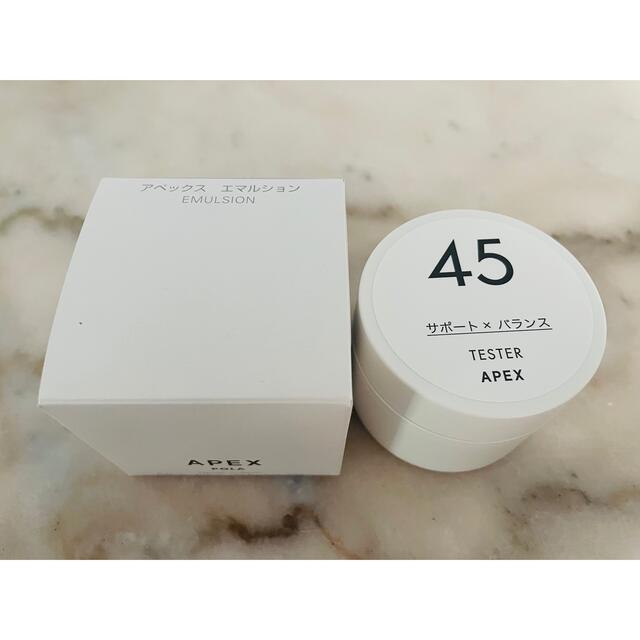 アペックス　エマルション
EMULSION
APEX
POLA
45
サポート × バランス
TESTER
APEX